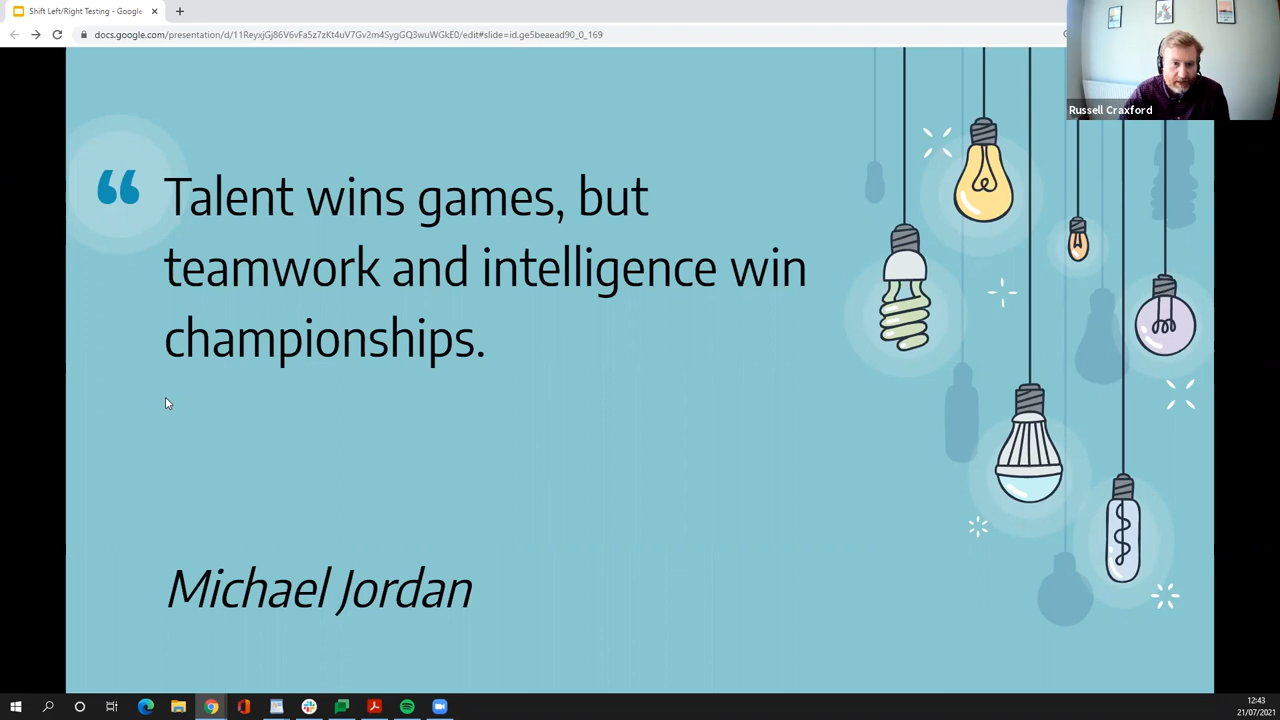 Shift Left/Right Testing - Google
docs.google.com/presentation/d/11ReyxjGj86V6vFa5z7zKt4uV7Gv2m4SygGQ3wuWGkE0/edit#slide=id.ge5beaead90_0_169
Russell Craxford
“ Talent wins games, but
teamwork and intelligence win
championships.
Michael Jordan
12:43
21/07/2021